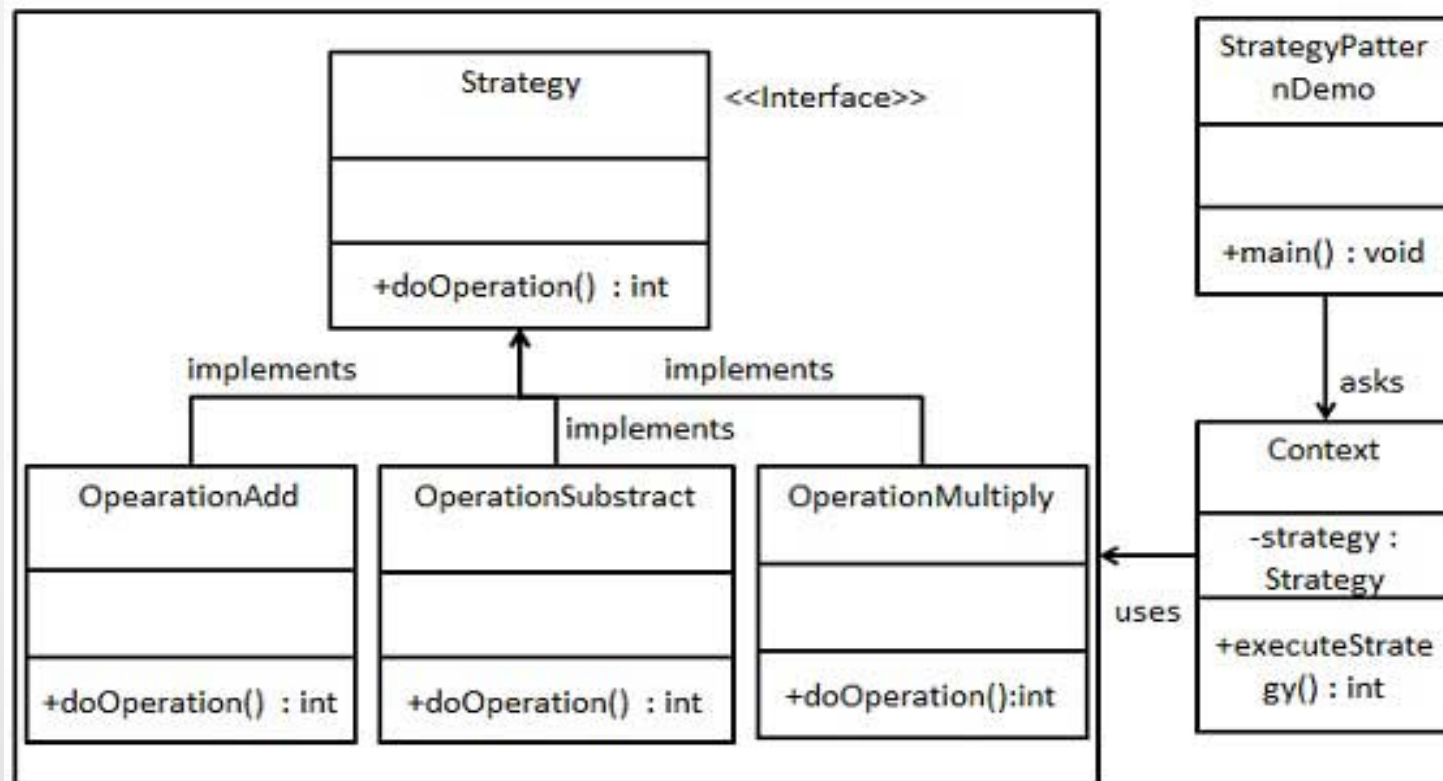 Strategy
<<Interface>>
+doOperation() : int
implements
implements
implements
OpearationAdd
+doOperation() : int
OperationSubstract
+doOperation() : int
OperationMultiply
+doOperation():int
StrategyPatter
nDemo
+main() : void
asks
Context
-strategy :
Strategy
+executeStrate
gy() : int
uses